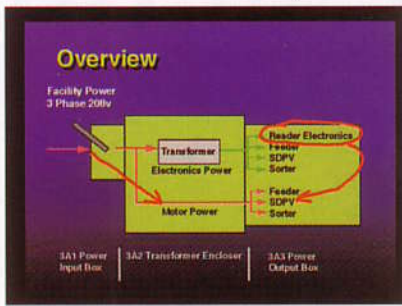 Overview
Facility Power
3 Phase 208v
Transformer
Electronics Power
Reader Electronics
Feeder
SDPV
Sorter
Motor Power
Feeder
SDPV
Sorter
3A1 Power
Input Box
3A2 Transformer Encloser
3A3 Power
Output Box